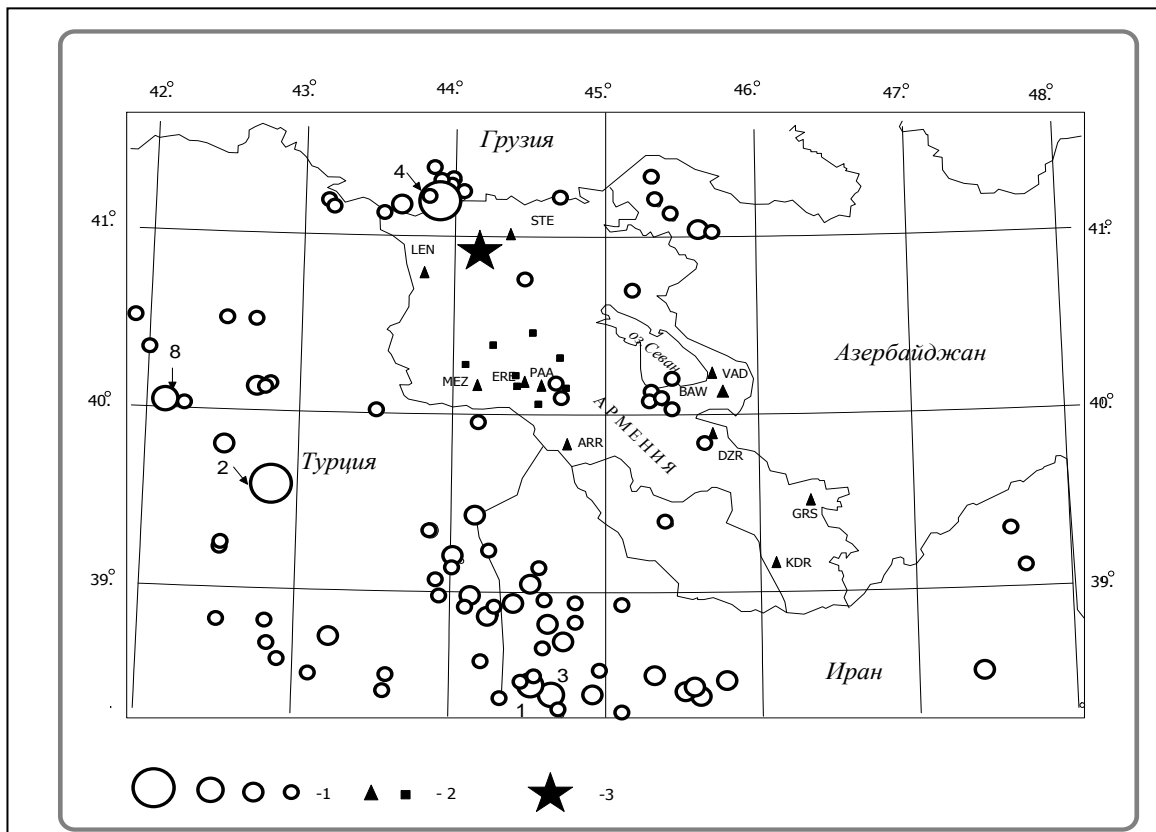 42.° 43.° 44.° 45.° 46.° 47.° 48.°
Грузия
4
STE
41.° 41.°
LEN
оз.Севан
8
Азербайджан
MEZ ERE PAA VAD
BAW
40.° 40.°
АРМЕНИЯ
ARR DZR
2 Турция
GRS
KDR
39.° 39.°
3 Иран
1
-1 - 2 -3